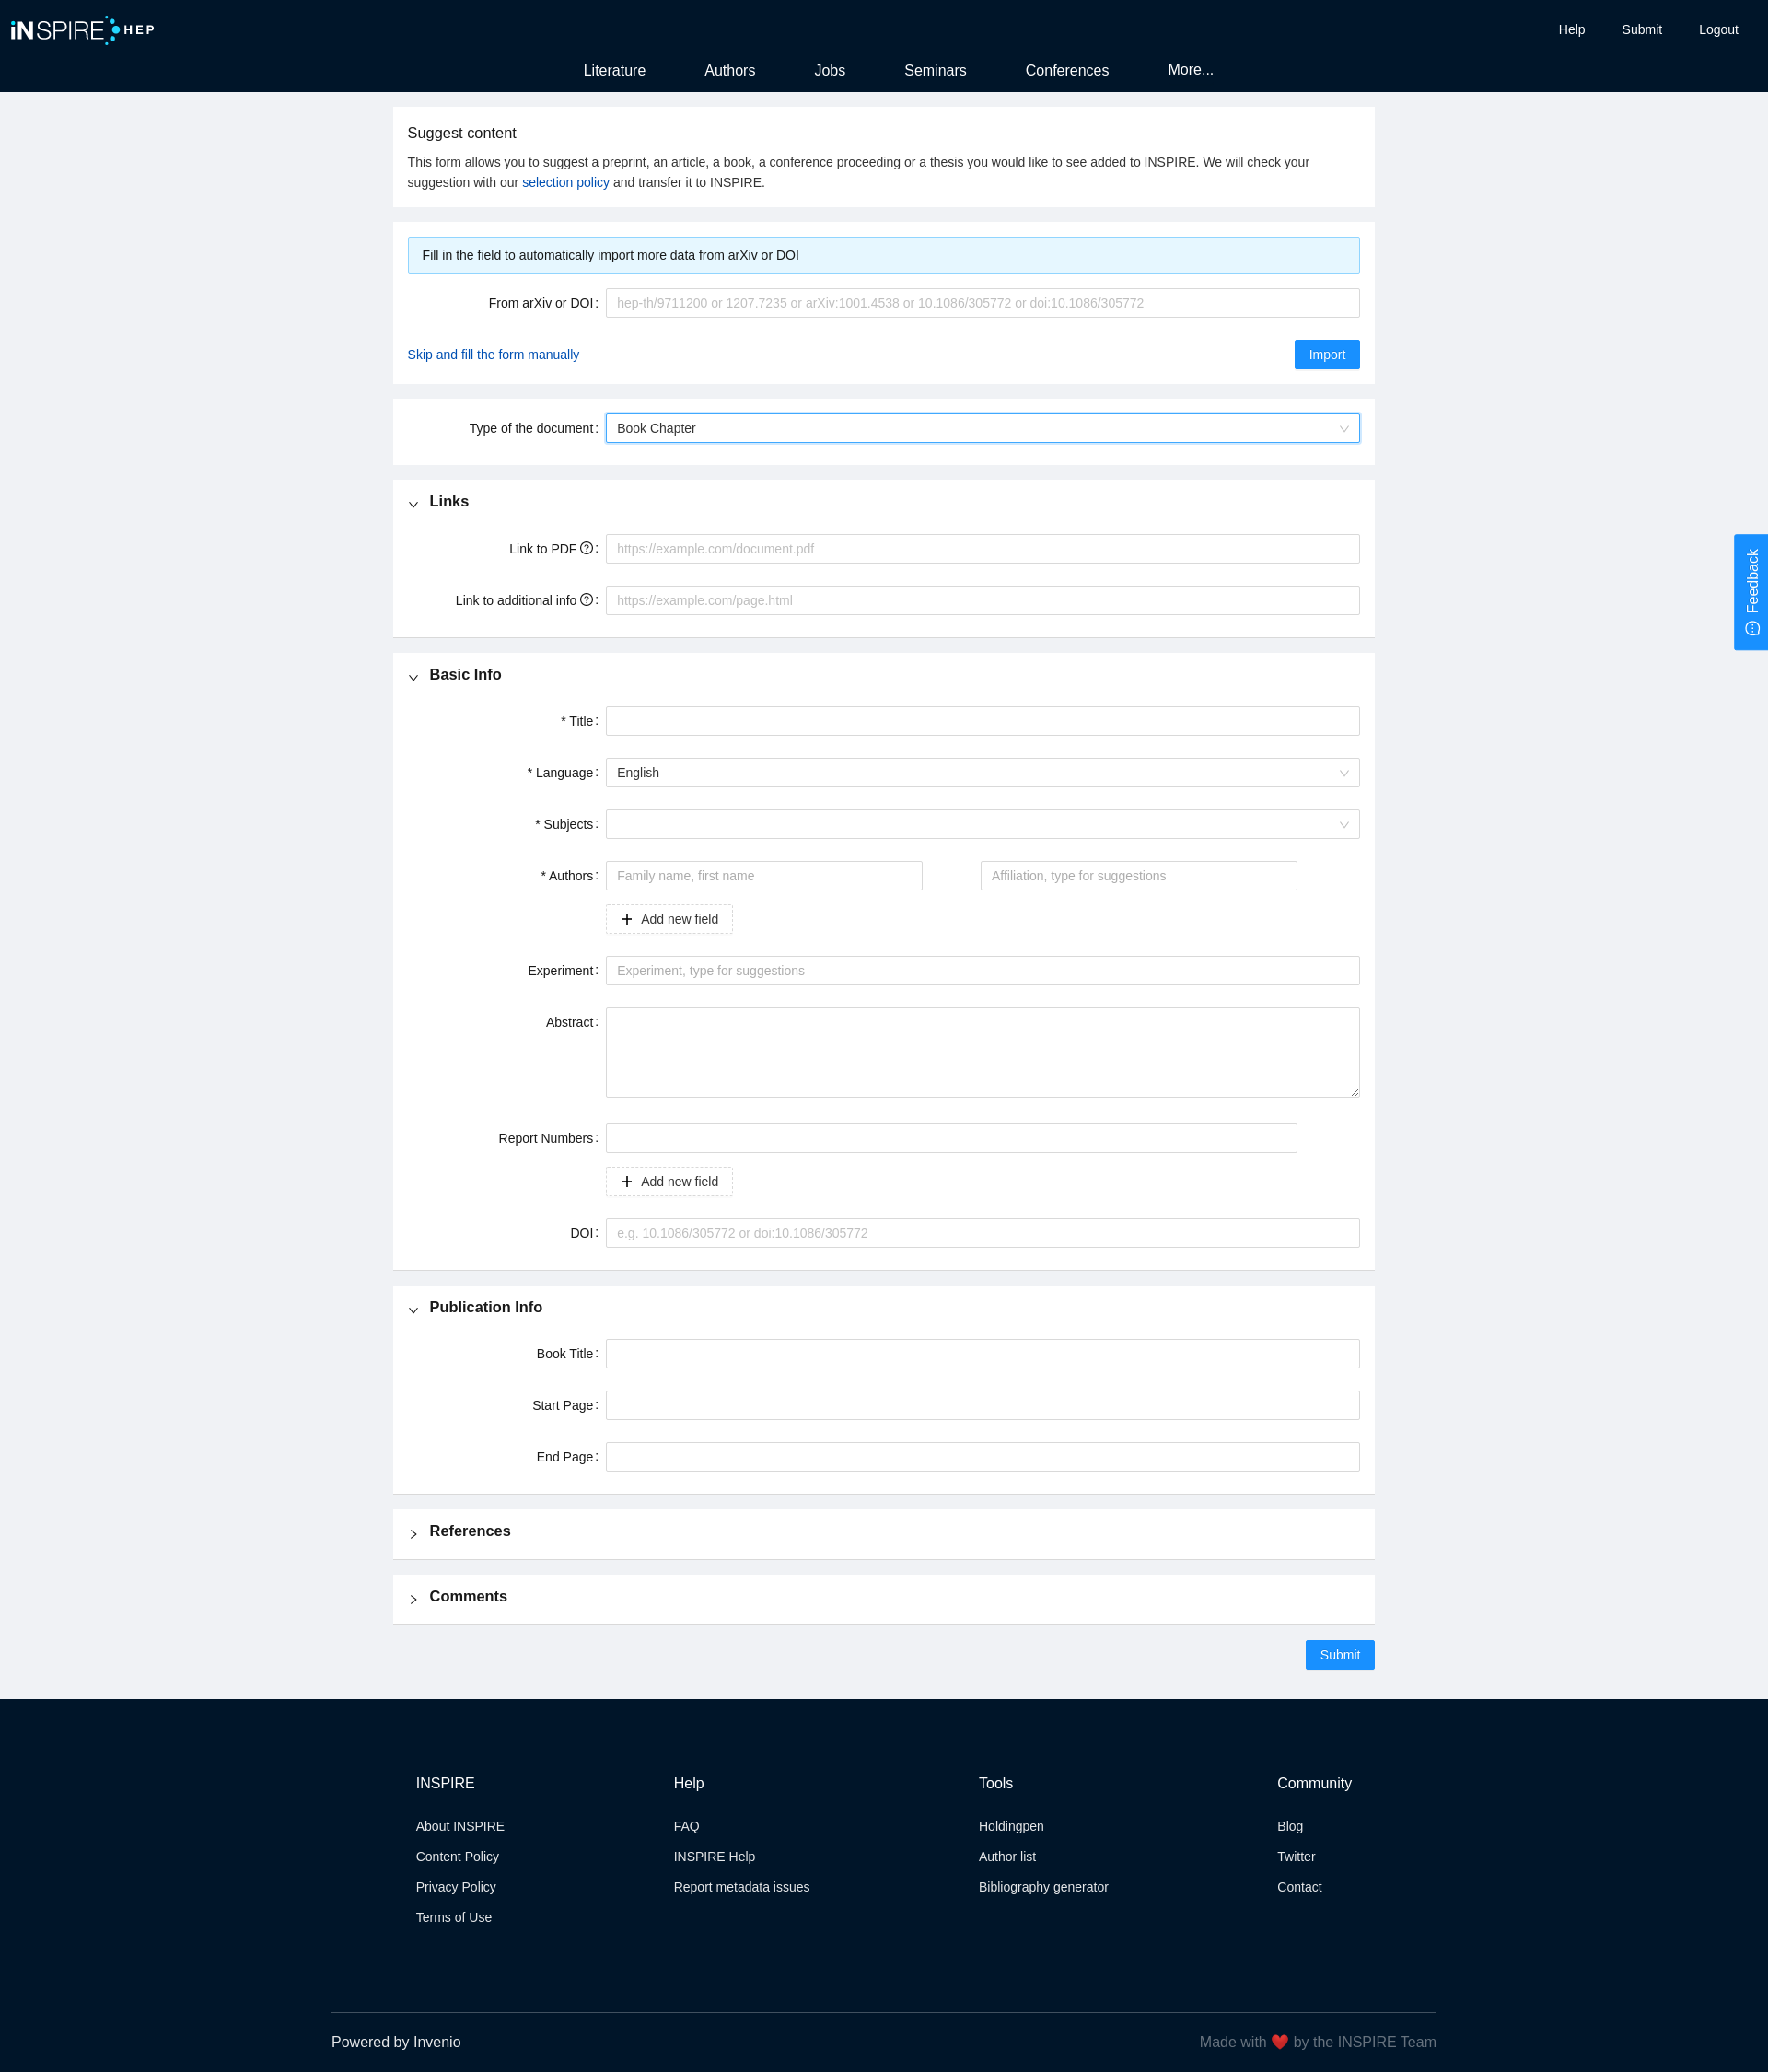 iNSPIRE HEP
Help Submit Logout
Literature Authors Jobs Seminars Conferences More...
Suggest content
This form allows you to suggest a preprint, an article, a book, a conference proceeding or a thesis you would like to see added to INSPIRE. We will check your
suggestion with our selection policy and transfer it to INSPIRE.
Fill in the field to automatically import more data from arXiv or DOI
From arXiv or DOI : hep-th/9711200 or 1207.7235 or arXiv:1001.4538 or 10.1086/305772 or doi:10.1086/305772
Skip and fill the form manually Import
Type of the document : Book Chapter
Links
Link to PDF : https://example.com/document.pdf
Link to additional info : https://example.com/page.html
Feedback
Basic Info
* Title :
* Language : English
* Subjects :
* Authors : Family name, first name Affiliation, type for suggestions
+ Add new field
Experiment : Experiment, type for suggestions
Abstract :
Report Numbers :
+ Add new field
DOI : e.g. 10.1086/305772 or doi:10.1086/305772
Publication Info
Book Title :
Start Page :
End Page :
References
Comments
Submit
INSPIRE Help Tools Community
About INSPIRE FAQ Holdingpen Blog
Content Policy INSPIRE Help Author list Twitter
Privacy Policy Report metadata issues Bibliography generator Contact
Terms of Use
Powered by Invenio Made with ❤️ by the INSPIRE Team